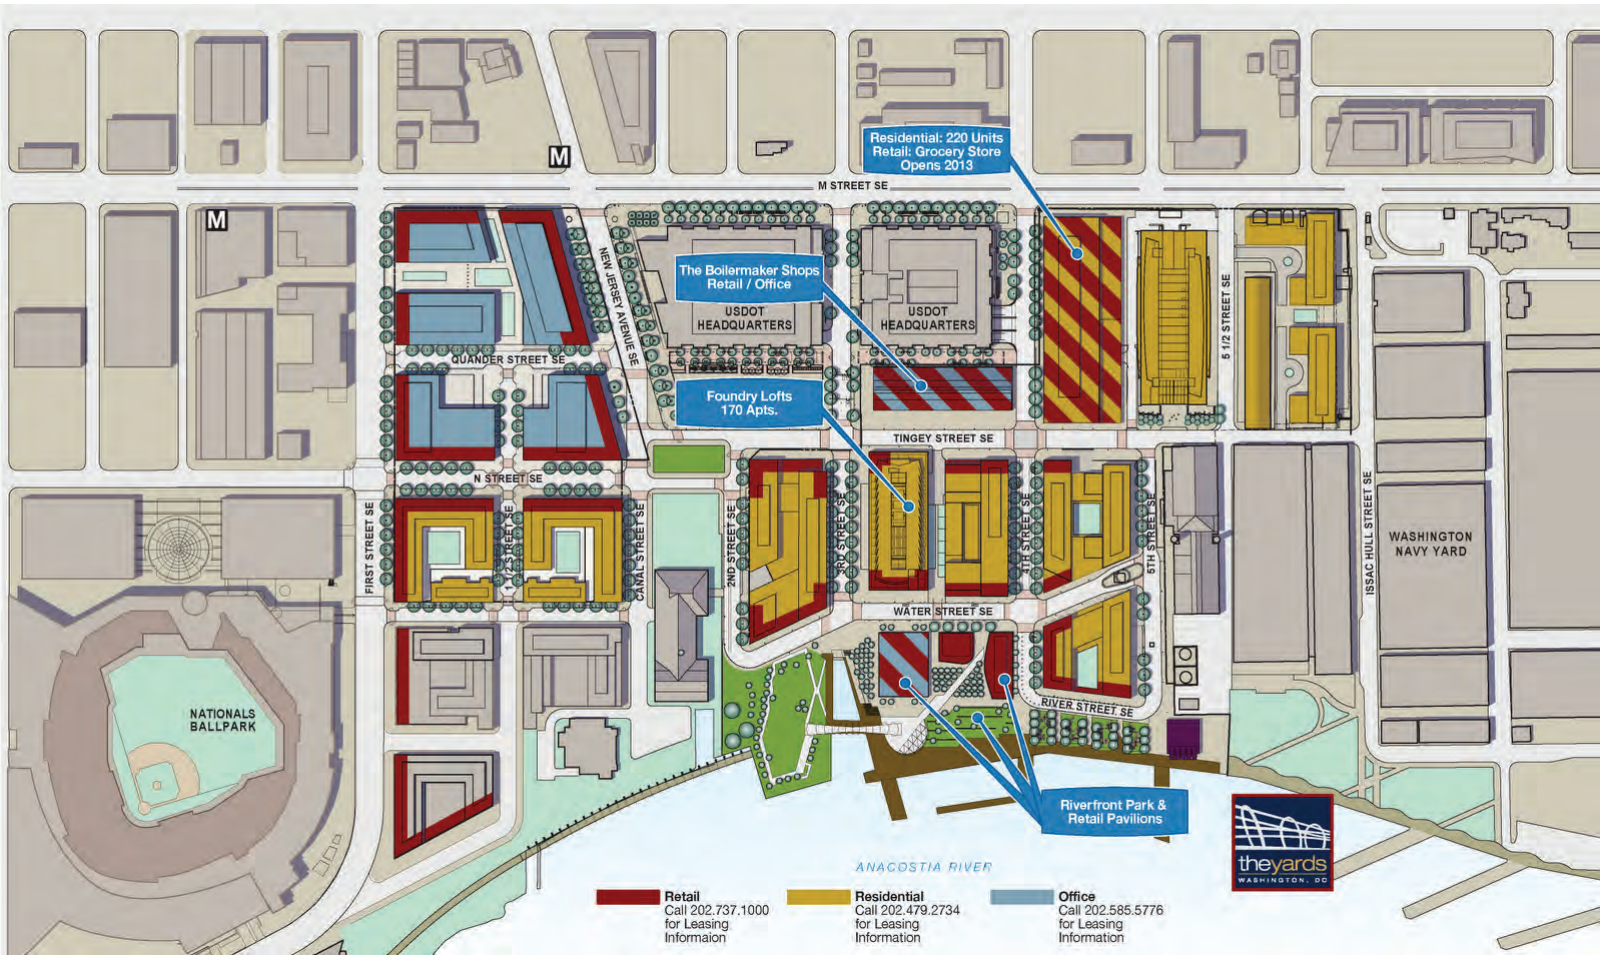 M
Residential: 220 Units
Retail: Grocery Store
Opens 2013
M STREET SE
M
NEW JERSEY AVENUE SE
The Boilermaker Shops
Retail / Office
USDOT
HEADQUARTERS
USDOT
HEADQUARTERS
5 1/2 STREET SE
QUANDER STREET SE
Foundry Lofts
170 Apts.
TINGEY STREET SE
N STREET SE
FIRST STREET SE
1 1/2 STREET SE
CANAL STREET SE
2ND STREET SE
3RD STREET SE
4TH STREET SE
5TH STREET SE
ISSAC HULL STREET SE
WASHINGTON
NAVY YARD
WATER STREET SE
NATIONALS
BALLPARK
RIVER STREET SE
Riverfront Park &
Retail Pavilions
ANACOSTIA RIVER
theyards
WASHINGTON, DC
Retail
Call 202.737.1000
for Leasing
Informaion
Residential
Call 202.479.2734
for Leasing
Information
Office
Call 202.585.5776
for Leasing
Information